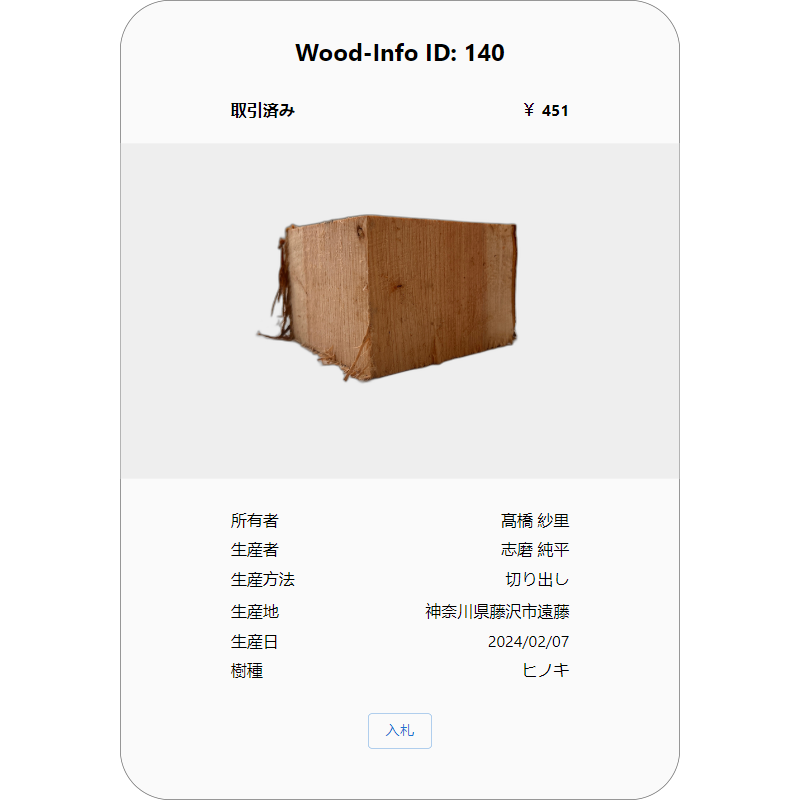 Wood-Info ID: 140
取引済み ￥ 451
所有者 髙橋 紗里
生産者 志磨 純平
生産方法 切り出し
生産地 神奈川県藤沢市遠藤
生産日 2024/02/07
樹種 ヒノキ
入札